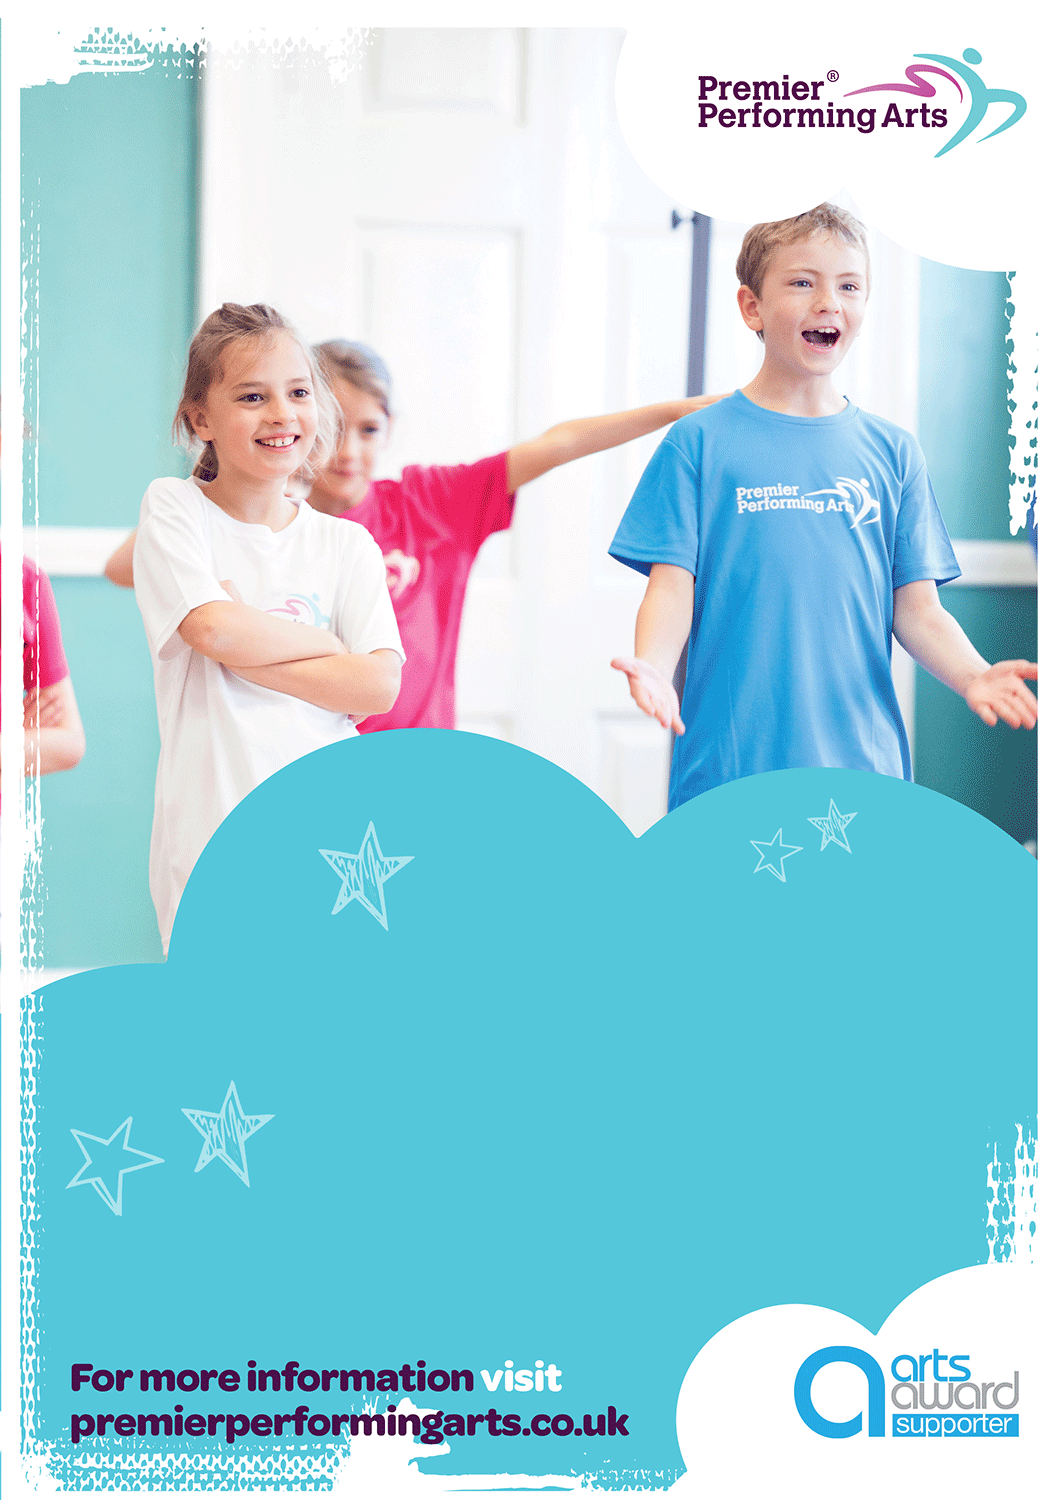 Premier®
Performing Arts
Premier
Performing Arts
For more information visit
premierperformingarts.co.uk
a arts
award
supporter